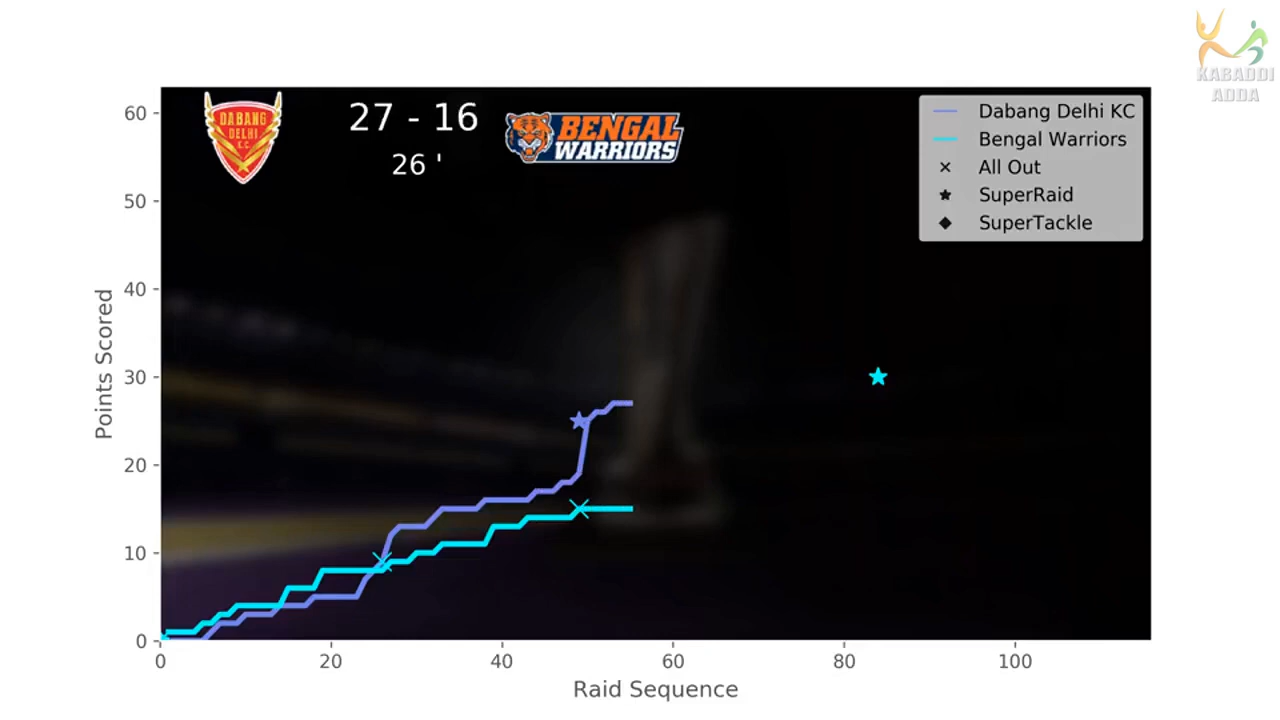 KABADDI
ADDA
60
50
40
30
20
10
0
Points Scored
DABANG
DELHI
K.C.
27 - 16
26 '
BENGAL
WARRIORS
Dabang Delhi KC
Bengal Warriors
All Out
SuperRaid
SuperTackle
0
20
40
60
80
100
Raid Sequence